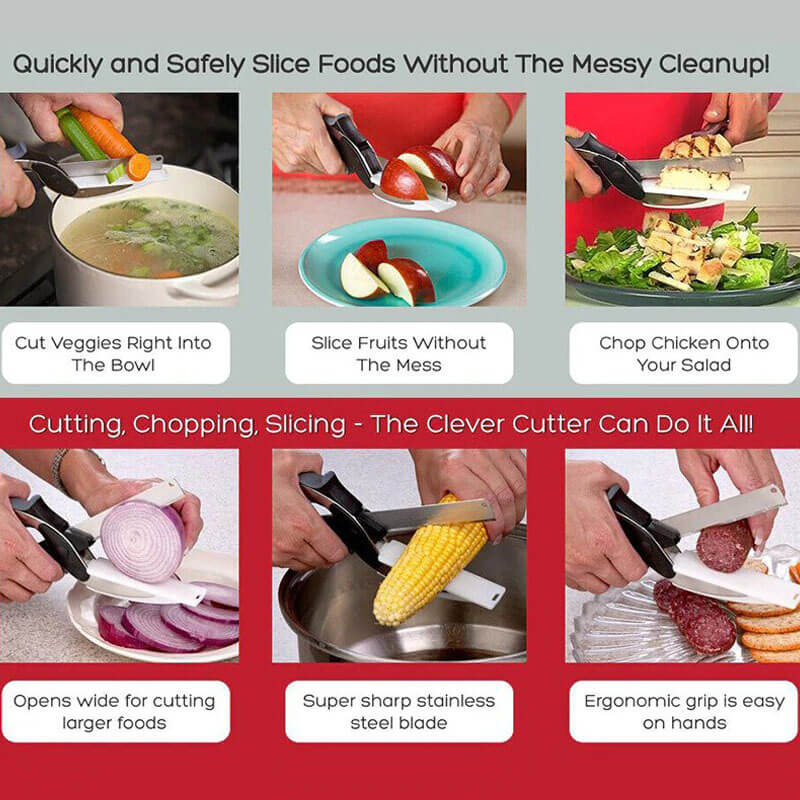 Quickly and Safely Slice Foods Without The Messy Cleanup!
Cut Veggies Right Into
The Bowl
Slice Fruits Without
The Mess
Chop Chicken Onto
Your Salad
Cutting, Chopping, Slicing - The Clever Cutter Can Do It All!
Opens wide for cutting
larger foods
Super sharp stainless
steel blade
Ergonomic grip is easy
on hands